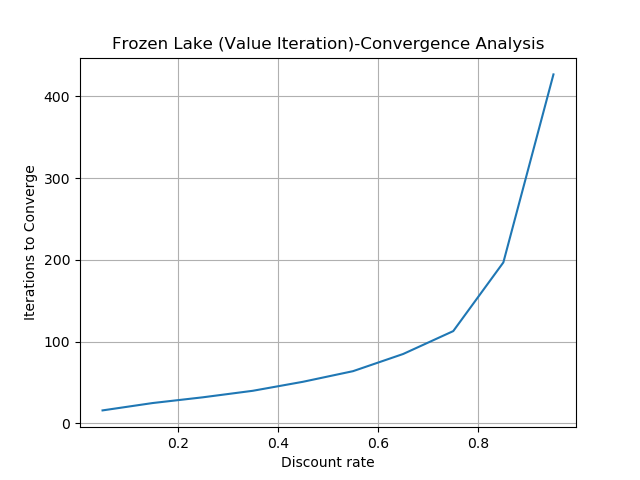 Frozen Lake (Value Iteration)-Convergence Analysis
400
300
200
100
0
Iterations to Converge
0.2 0.4 0.6 0.8
Discount rate